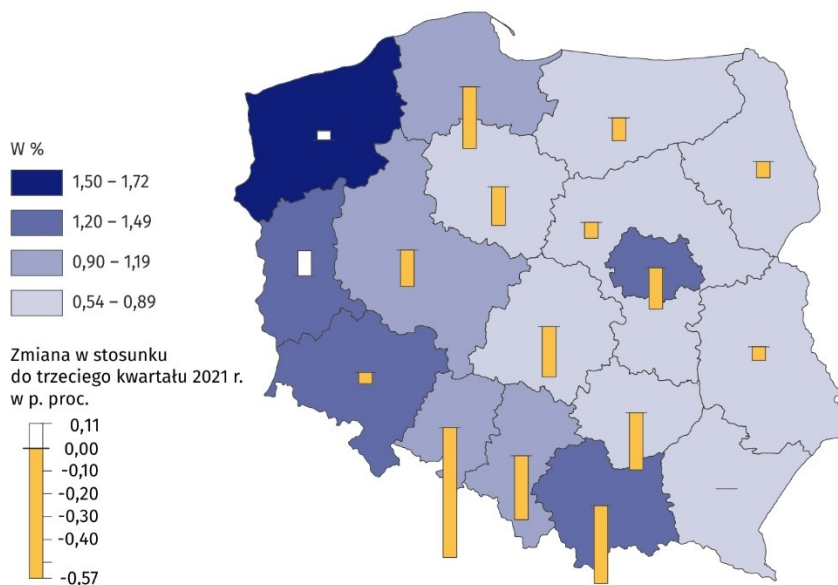 W %
1,50 – 1,72
1,20 – 1,49
0,90 – 1,19
0,54 – 0,89
Zmiana w stosunku
do trzeciego kwartału 2021 r.
w p. proc.
0,11
0,00
-0,10
-0,20
-0,30
-0,40
-0,57